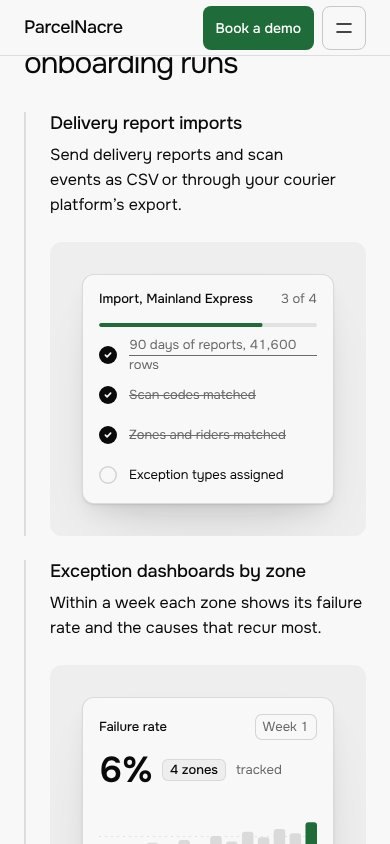 ParcelNacre
Book a demo
onboarding runs
Delivery report imports
Send delivery reports and scan
events as CSV or through your courier
platform’s export.
Import, Mainland Express
3 of 4
90 days of reports, 41,600
rows
Scan codes matched
Zones and riders matched
Exception types assigned
Exception dashboards by zone
Within a week each zone shows its failure
rate and the causes that recur most.
Failure rate
Week 1
6%
4 zones
tracked